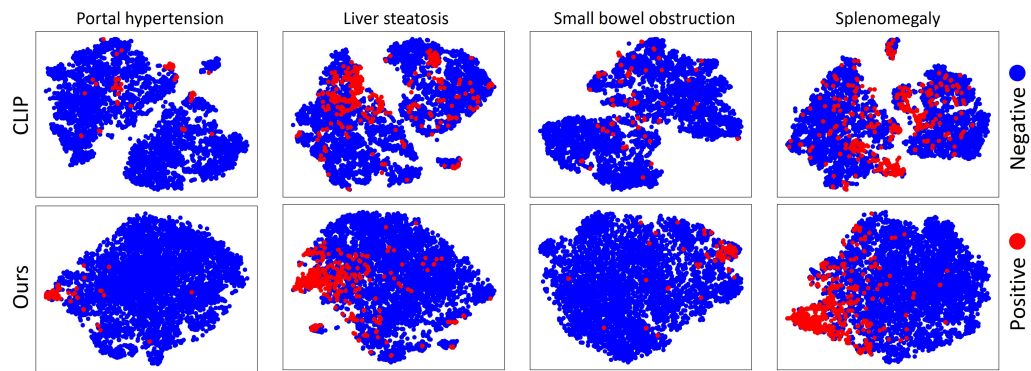 Portal hypertension
Liver steatosis
Small bowel obstruction
Splenomegaly
CLIP
Ours
Negative
Positive